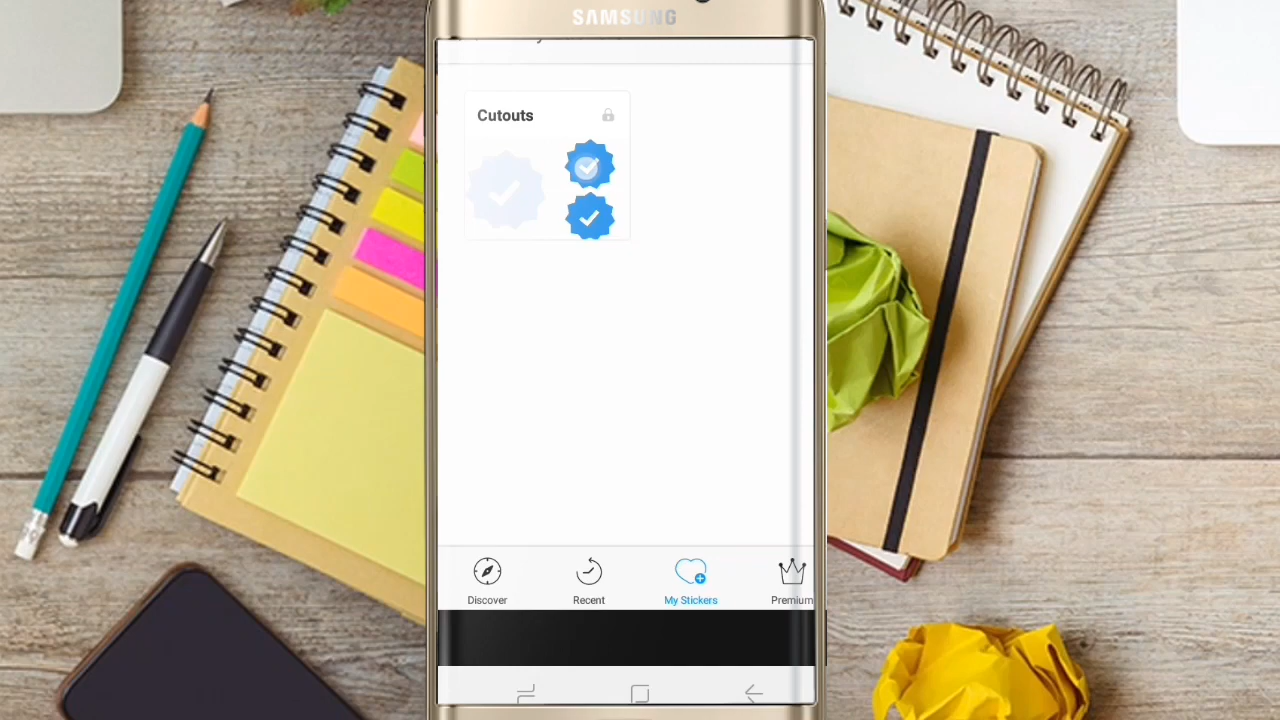 SAMSUNG
Cutouts
Discover
Recent
My Stickers
Premium